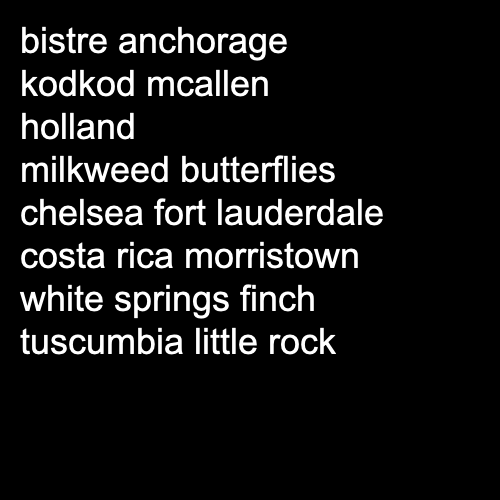 bistre anchorage
kodkod mcallen
holland
milkweed butterflies
chelsea fort lauderdale
costa rica morristown
white springs finch
tuscumbia little rock